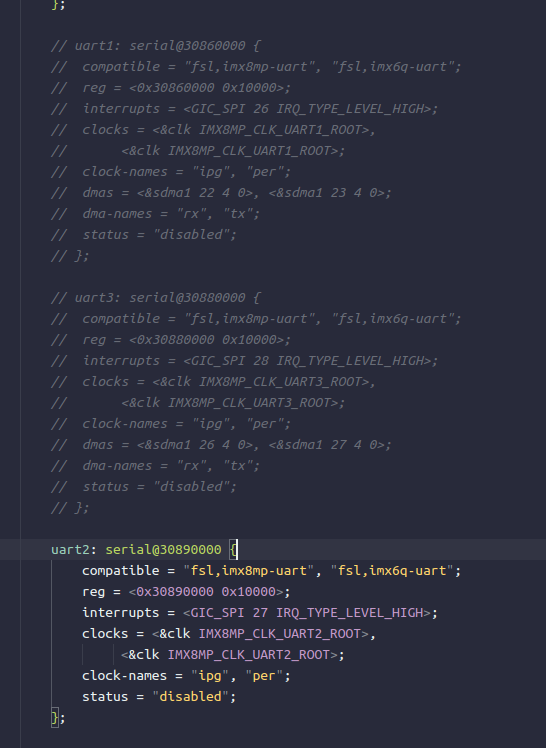 };
// uart1: serial@30860000 {
// compatible = "fsl,imx8mp-uart", "fsl,imx6q-uart";
// reg = <0x30860000 0x10000>;
// interrupts = <GIC_SPI 26 IRQ_TYPE_LEVEL_HIGH>;
// clocks = <&clk IMX8MP_CLK_UART1_ROOT>,
// <&clk IMX8MP_CLK_UART1_ROOT>;
// clock-names = "ipg", "per";
// dmas = <&sdma1 22 4 0>, <&sdma1 23 4 0>;
// dma-names = "rx", "tx";
// status = "disabled";
// };
// uart3: serial@30880000 {
// compatible = "fsl,imx8mp-uart", "fsl,imx6q-uart";
// reg = <0x30880000 0x10000>;
// interrupts = <GIC_SPI 28 IRQ_TYPE_LEVEL_HIGH>;
// clocks = <&clk IMX8MP_CLK_UART3_ROOT>,
// <&clk IMX8MP_CLK_UART3_ROOT>;
// clock-names = "ipg", "per";
// dmas = <&sdma1 26 4 0>, <&sdma1 27 4 0>;
// dma-names = "rx", "tx";
// status = "disabled";
// };
uart2: serial@30890000 {
compatible = "fsl,imx8mp-uart", "fsl,imx6q-uart";
reg = <0x30890000 0x10000>;
interrupts = <GIC_SPI 27 IRQ_TYPE_LEVEL_HIGH>;
clocks = <&clk IMX8MP_CLK_UART2_ROOT>,
<&clk IMX8MP_CLK_UART2_ROOT>;
clock-names = "ipg", "per";
status = "disabled";
};